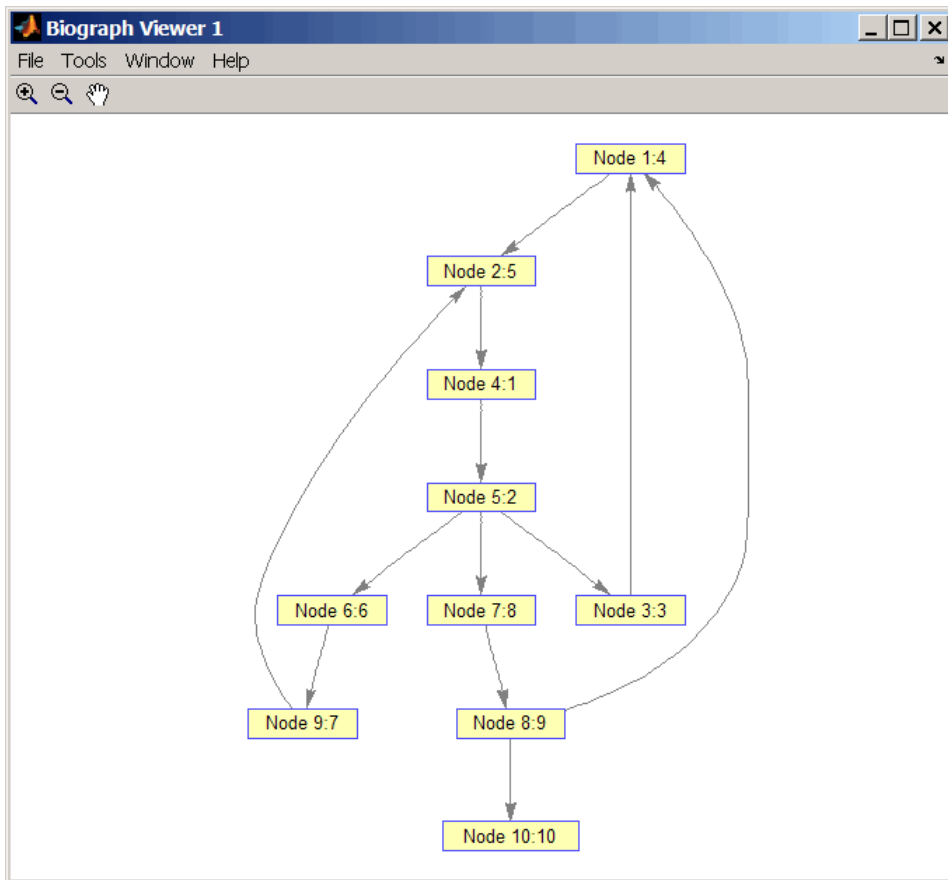 Biograph Viewer 1
File Tools Window Help
Node 1:4
Node 2:5
Node 4:1
Node 5:2
Node 6:6 Node 7:8 Node 3:3
Node 9:7 Node 8:9
Node 10:10